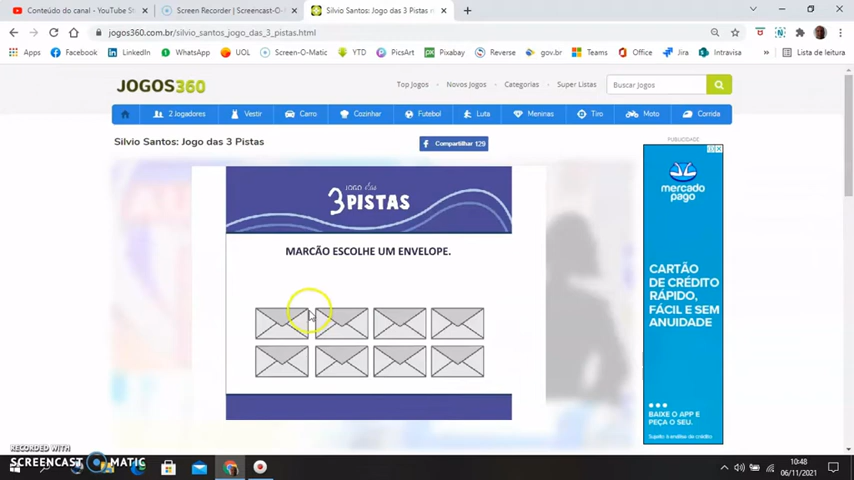 Conteúdo do canal - YouTube St
Screen Recorder | Screencast-O
Silvio Santos: Jogo das 3 Pistas e
jogos360.com.br/silvio_santos_jogo_das_3_pistas.html
Apps
Facebook
LinkedIn
WhatsApp
UOL
Screen-O-Matic
YTD
PicsArt
Pixabay
Reverse
gov.br
Teams
Office
Jira
Intravisa
Lista de leitura
JOGOS360
Top Jogos
Novos Jogos
Categorias
Super Listas
Buscar Jogos
2 Jogadores
Vestir
Carro
Cozinhar
Futebol
Luta
Meninas
Tiro
Moto
Corrida
Silvio Santos: Jogo das 3 Pistas
Compartilhar 129
PUBLICIDADE
JOGO das
3 PISTAS
MARCÃO ESCOLHE UM ENVELOPE.
mercado
pago
CARTÃO
DE CRÉDITO
RÁPIDO,
FÁCIL E SEM
ANUIDADE
BAIXE O APP E
PEÇA O SEU.
Sujeito à análise de crédito.
RECORDED WITH
SCREENCAST MATIC
10:48
06/11/2021